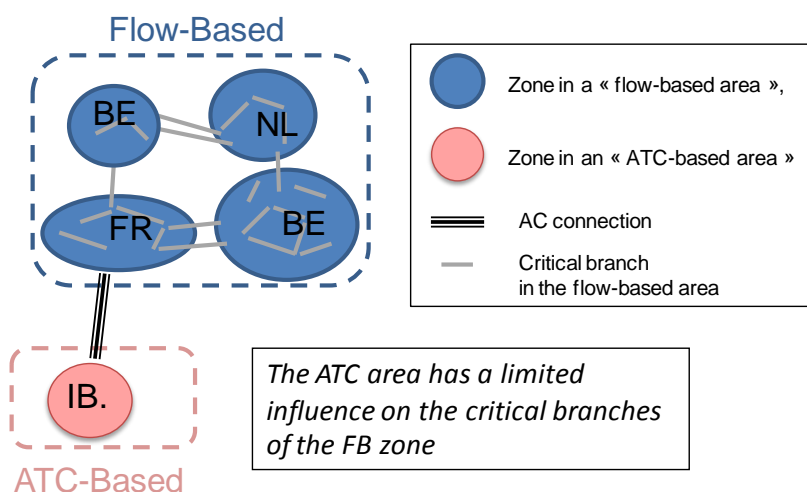 Flow-Based
BE
NL
FR
BE
IB.
ATC-Based
Zone in a « flow-based area »,
Zone in an « ATC-based area »
AC connection
Critical branch
in the flow-based area
The ATC area has a limited
influence on the critical branches
of the FB zone